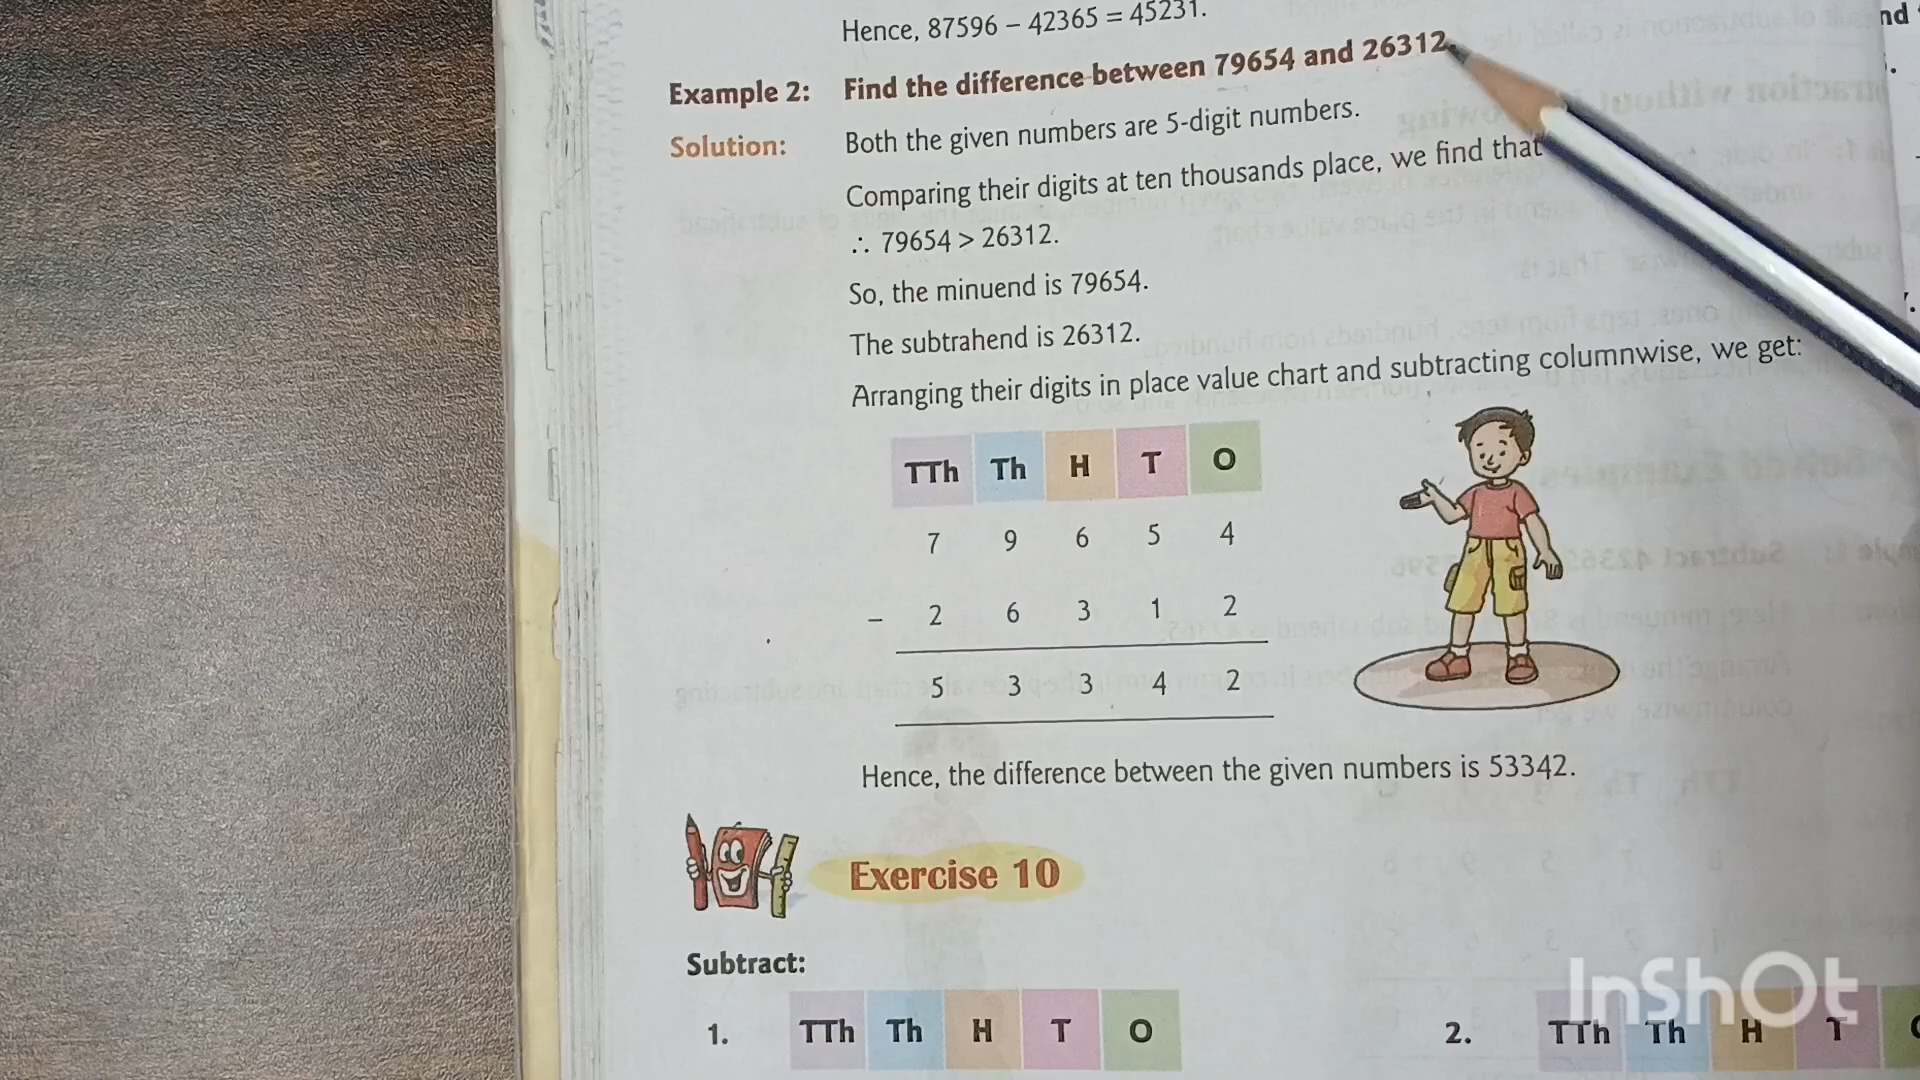 Hence, 87596 – 42365 = 45231.
Example 2: Find the difference between 79654 and 26312.
Solution: Both the given numbers are 5-digit numbers.
Comparing their digits at ten thousands place, we find that
∴ 79654 > 26312.
So, the minuend is 79654.
The subtrahend is 26312.
Arranging their digits in place value chart and subtracting columnwise, we get:
TTh Th H T O
7 9 6 5 4
– 2 6 3 1 2
5 3 3 4 2
Hence, the difference between the given numbers is 53342.
Exercise 10
Subtract:
1. TTh Th H T O
2. TTh Th H T
InShOt